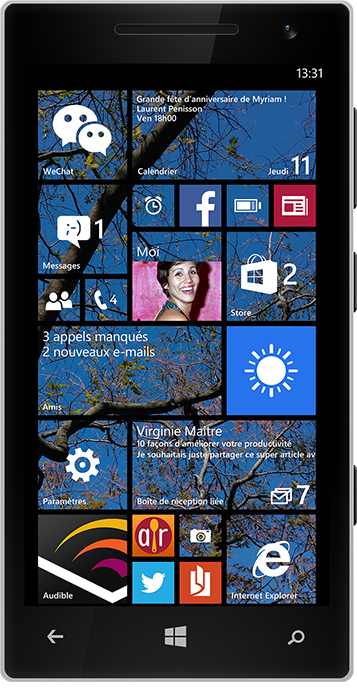 13:31
WeChat
Grande fête d'anniversaire de Myriam !
Laurent Penisson
Ven 18h00
Calendrier
Jeudi 11
1
Messages
4
Moi
2
Store
3 appels manqués
2 nouveaux e-mails
Amis
Paramètres
Virginie Maître
10 façons d'améliorer votre productivité
Je souhaitais juste partager ce super article av
Boîte de réception liée
7
Audible
Internet Explorer